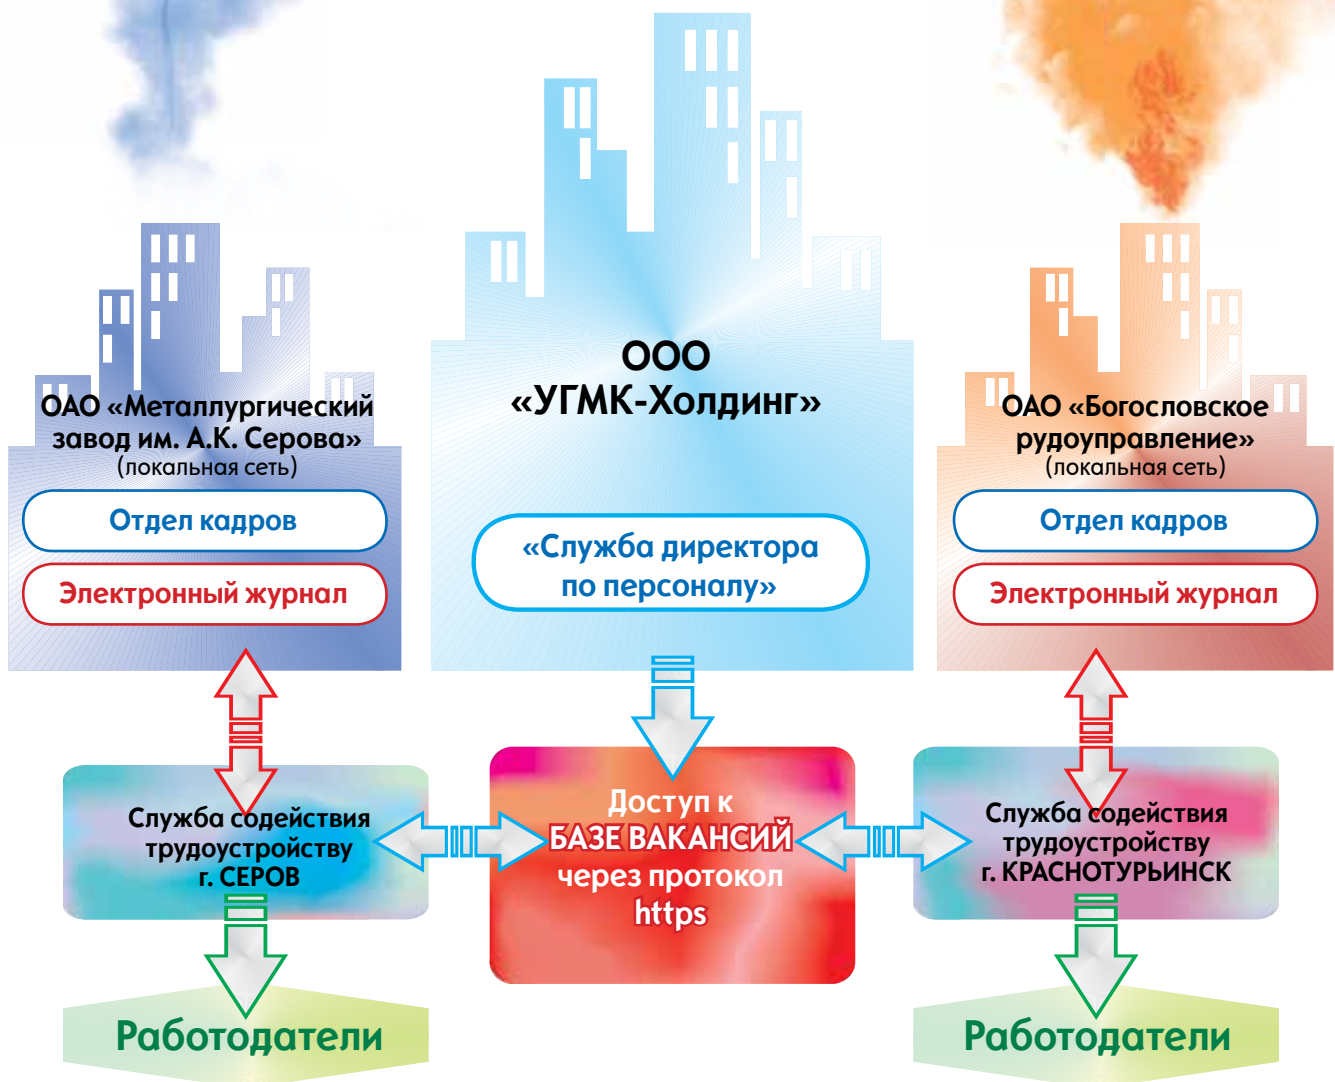 ООО
«УГМК-Холдинг»
«Служба директора
по персоналу»
ОАО «Металлургический
завод им. А.К. Серова»
(локальная сеть)
Отдел кадров
Электронный журнал
ОАО «Богословское
рудоуправление»
(локальная сеть)
Отдел кадров
Электронный журнал
Служба содействия
трудоустройству
г. СЕРОВ
Доступ к
БАЗЕ ВАКАНСИЙ
через протокол
https
Служба содействия
трудоустройству
г. КРАСНОТУРЬИНСК
Работодатели
Работодатели